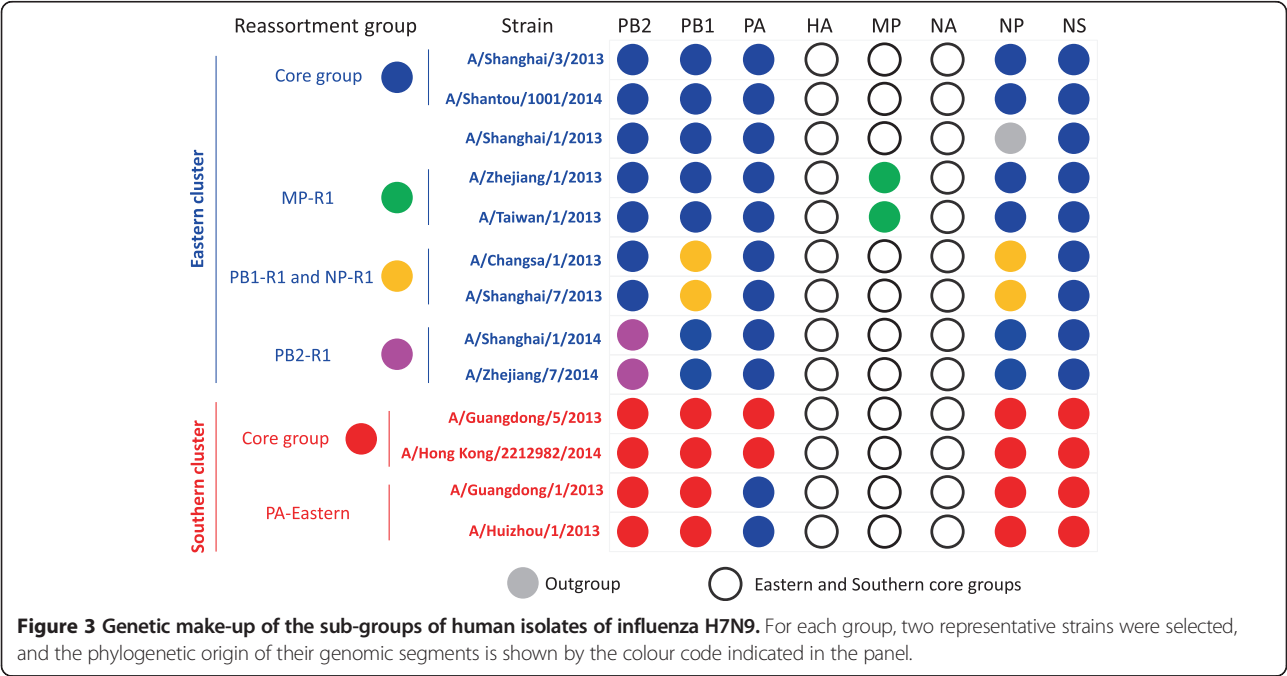 Reassortment group Strain PB2 PB1 PA HA MP NA NP NS
Eastern cluster
Core group
A/Shanghai/3/2013
A/Shantou/1001/2014
A/Shanghai/1/2013
MP-R1
A/Zhejiang/1/2013
A/Taiwan/1/2013
PB1-R1 and NP-R1
A/Changsa/1/2013
A/Shanghai/7/2013
PB2-R1
A/Shanghai/1/2014
A/Zhejiang/7/2014
Southern cluster
Core group
A/Guangdong/5/2013
A/Hong Kong/2212982/2014
PA-Eastern
A/Guangdong/1/2013
A/Huizhou/1/2013
Outgroup Eastern and Southern core groups
Figure 3 Genetic make-up of the sub-groups of human isolates of influenza H7N9. For each group, two representative strains were selected,
and the phylogenetic origin of their genomic segments is shown by the colour code indicated in the panel.